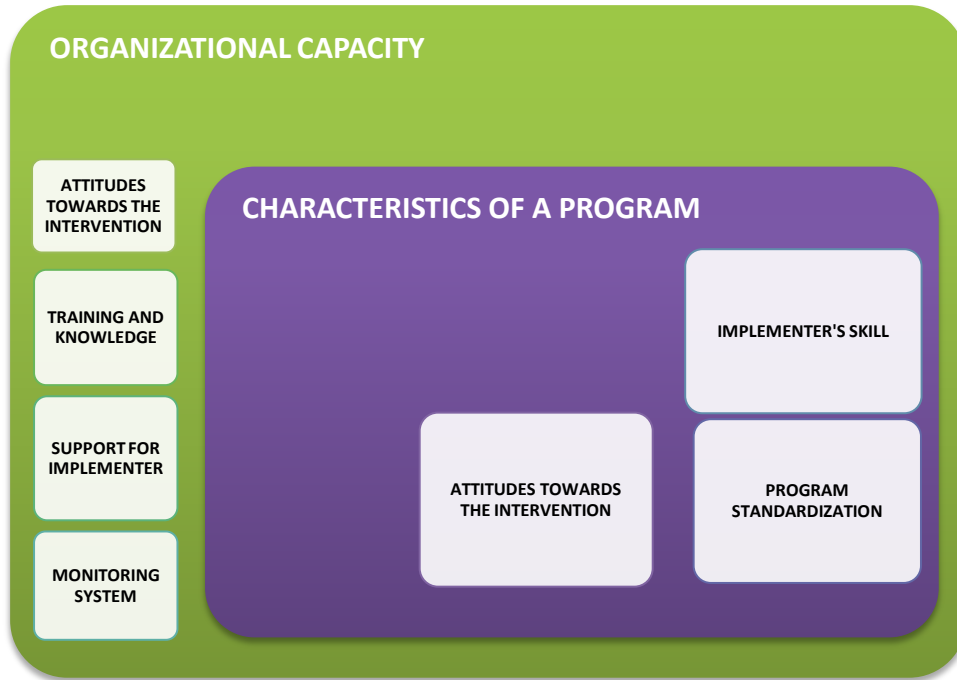 ORGANIZATIONAL CAPACITY
ATTITUDES
TOWARDS THE
INTERVENTION
TRAINING AND
KNOWLEDGE
SUPPORT FOR
IMPLEMENTER
MONITORING
SYSTEM
CHARACTERISTICS OF A PROGRAM
IMPLEMENTER'S SKILL
ATTITUDES TOWARDS
THE INTERVENTION
PROGRAM
STANDARDIZATION